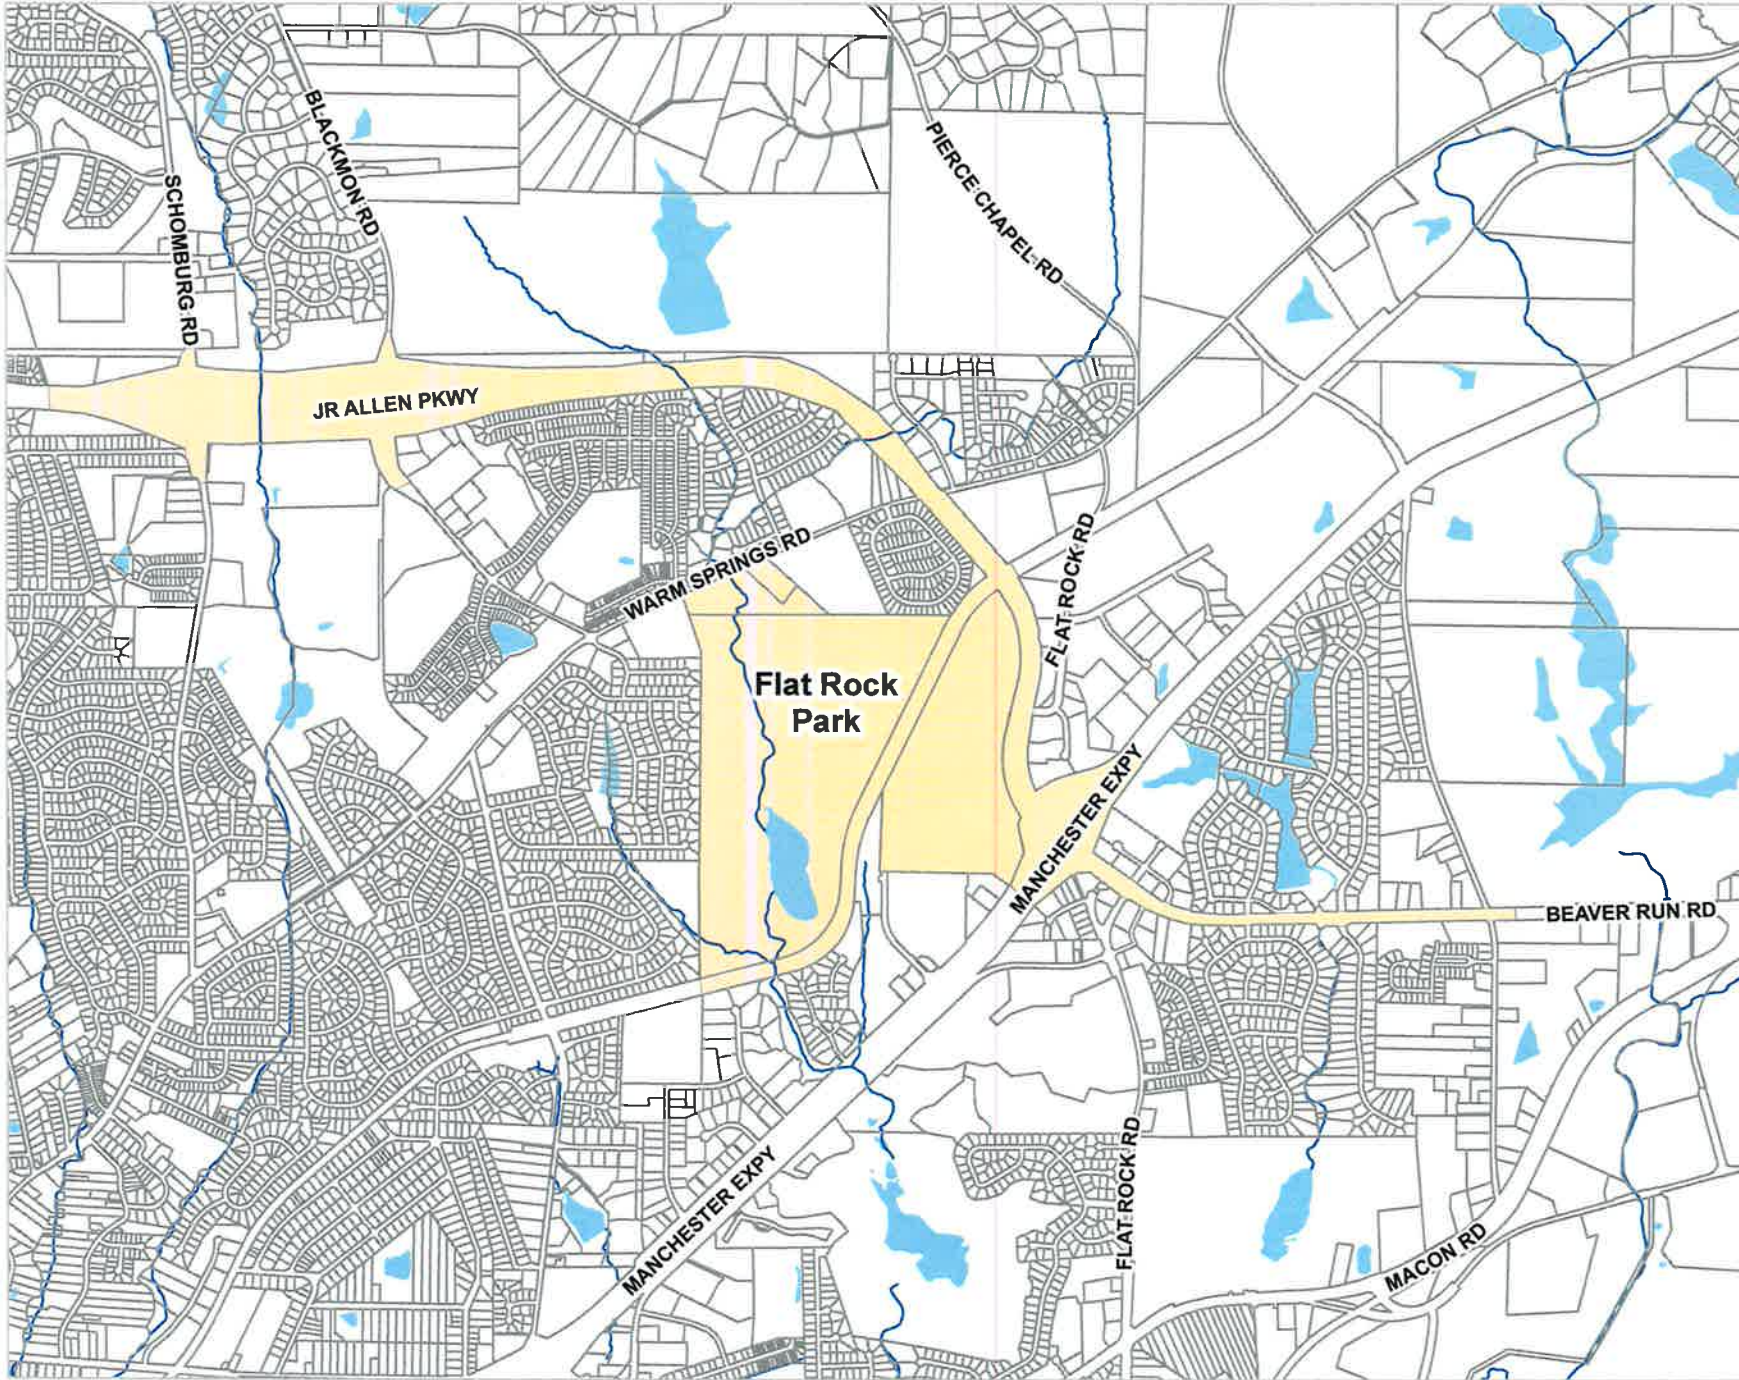 BLACKMON RD
PIERCE CHAPEL RD
SCHOMBURG RD
JR ALLEN PKWY
WARM SPRINGS RD
FLAT ROCK RD
Flat Rock
Park
MANCHESTER EXPY
BEAVER RUN RD
MANCHESTER EXPY
FLAT ROCK RD
MACON RD